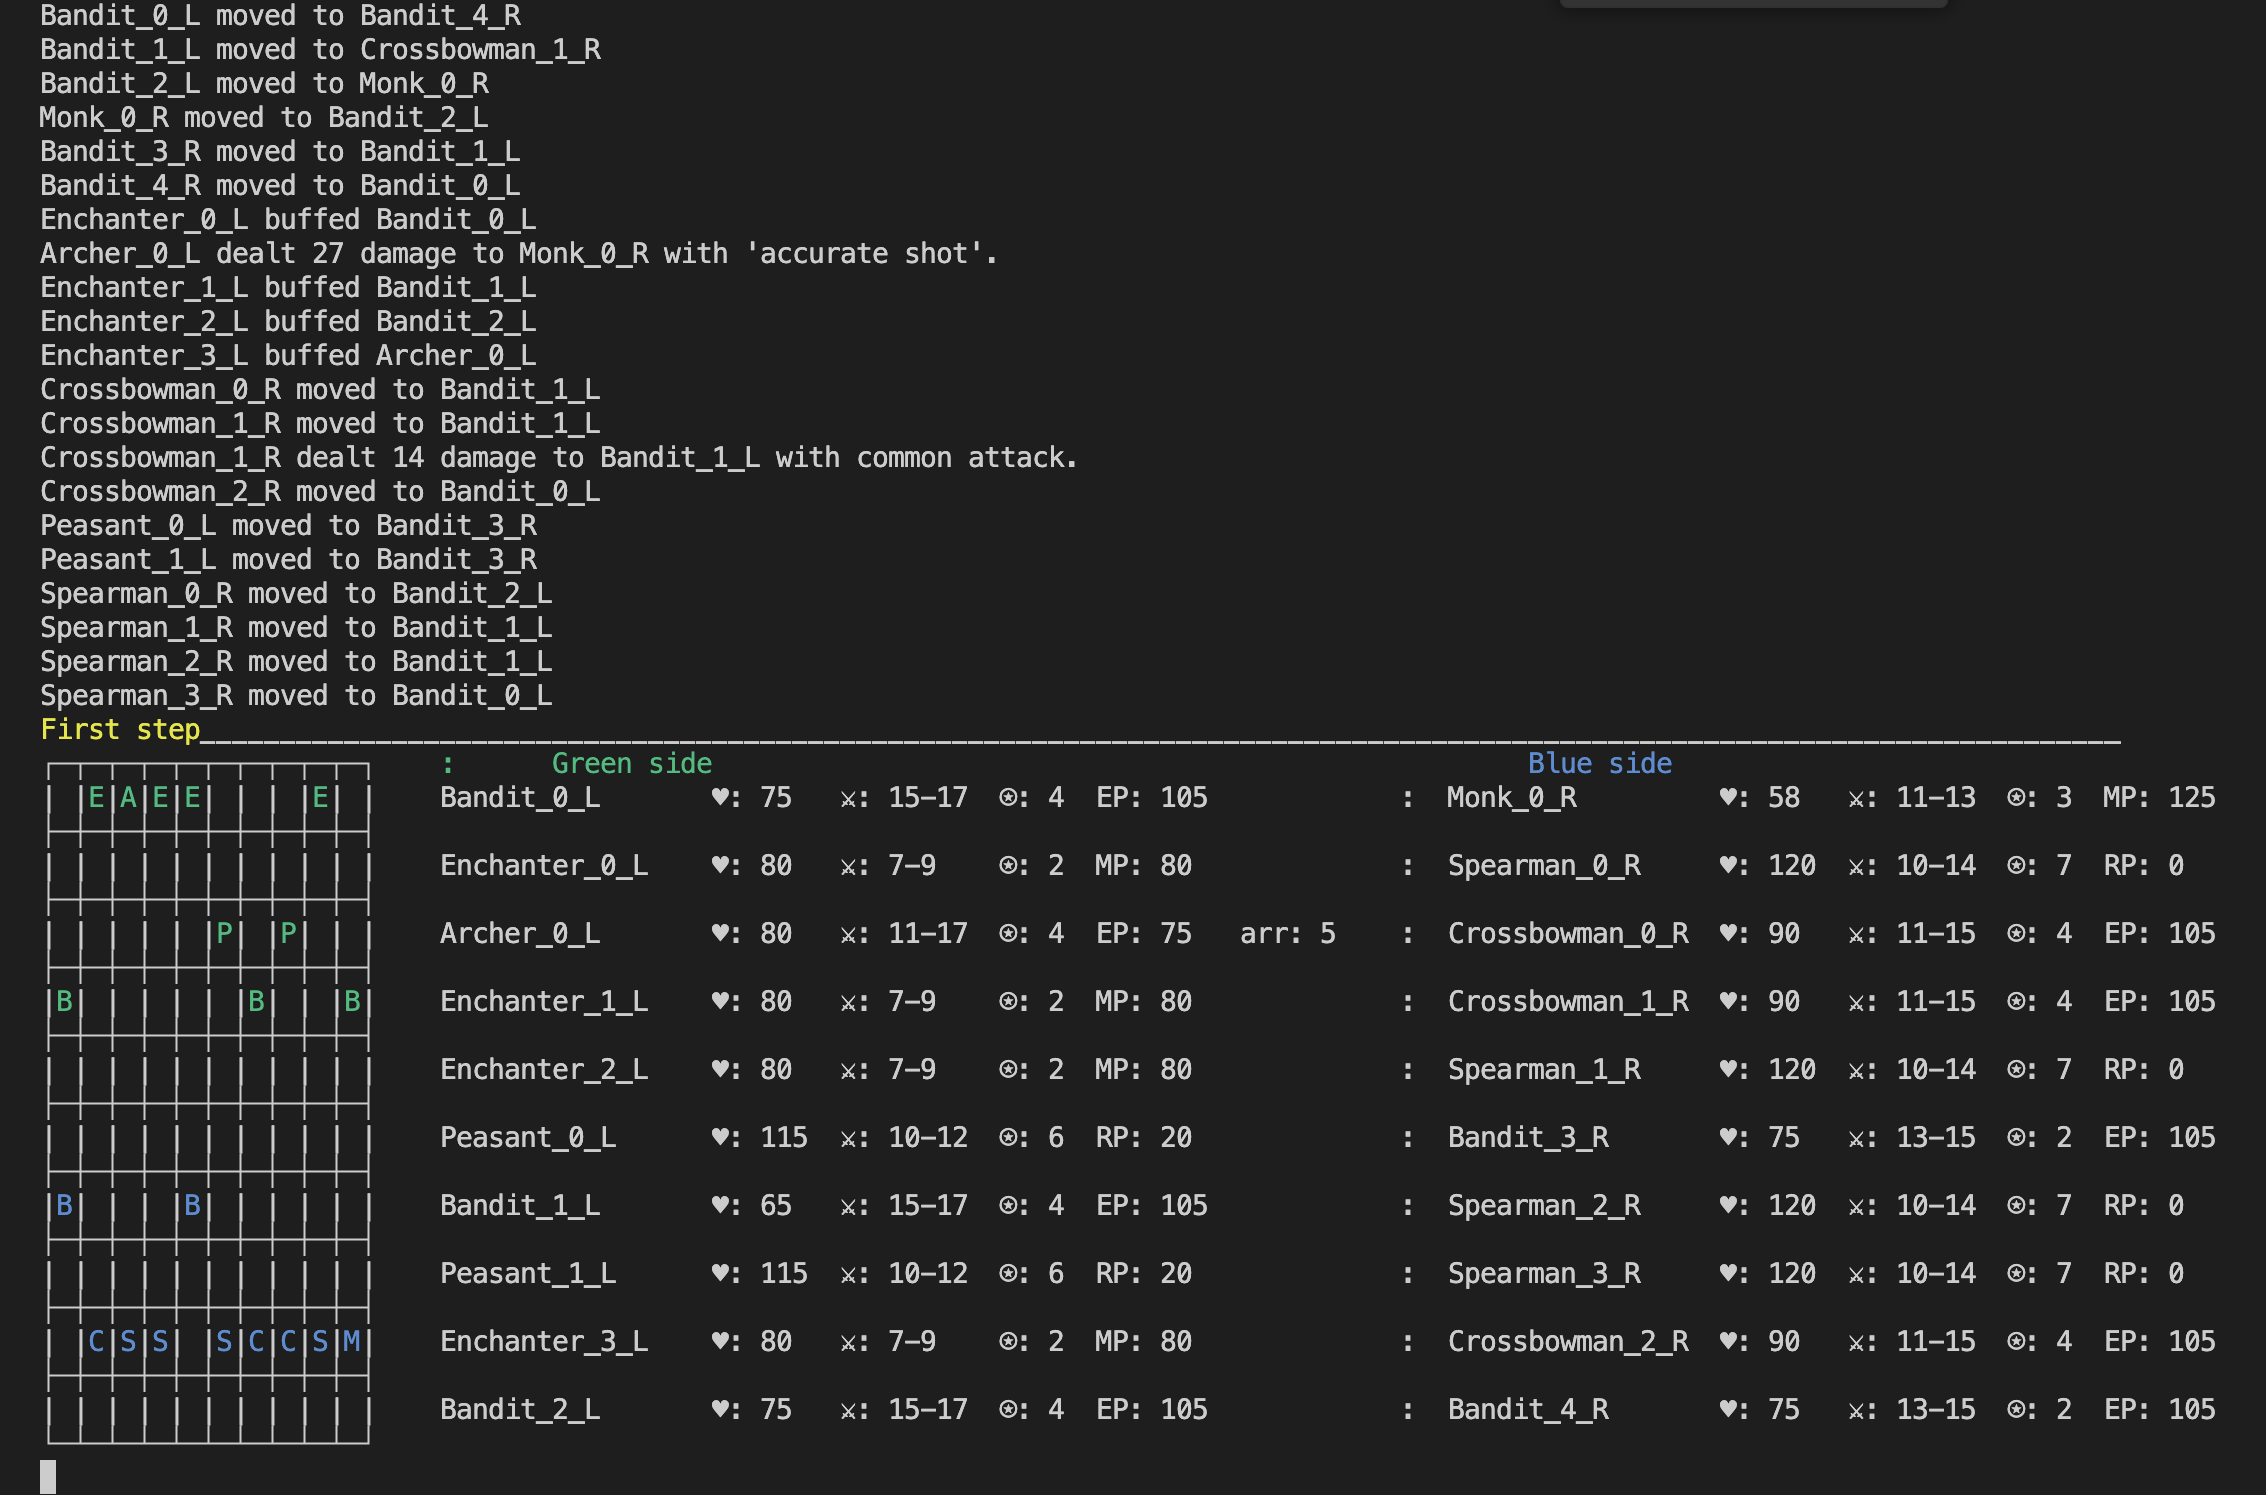 Bandit_0_L moved to Bandit_4_R
Bandit_1_L moved to Crossbowman_1_R
Bandit_2_L moved to Monk_0_R
Monk_0_R moved to Bandit_2_L
Bandit_3_R moved to Bandit_1_L
Bandit_4_R moved to Bandit_0_L
Enchanter_0_L buffed Bandit_0_L
Archer_0_L dealt 27 damage to Monk_0_R with 'accurate shot'.
Enchanter_1_L buffed Bandit_1_L
Enchanter_2_L buffed Bandit_2_L
Enchanter_3_L buffed Archer_0_L
Crossbowman_0_R moved to Bandit_1_L
Crossbowman_1_R moved to Bandit_1_L
Crossbowman_1_R dealt 14 damage to Bandit_1_L with common attack.
Crossbowman_2_R moved to Bandit_0_L
Peasant_0_L moved to Bandit_3_R
Peasant_1_L moved to Bandit_3_R
Spearman_0_R moved to Bandit_2_L
Spearman_1_R moved to Bandit_1_L
Spearman_2_R moved to Bandit_1_L
Spearman_3_R moved to Bandit_0_L
First step
: Green side Blue side
| |E|A|E|E| | | |E| | Bandit_0_L ♥: 75 ⚔: 15-17 ⍟: 4 EP: 105 : Monk_0_R ♥: 58 ⚔: 11-13 ⍟: 3 MP: 125
| | | | | | | | | | | Enchanter_0_L ♥: 80 ⚔: 7-9 ⍟: 2 MP: 80 : Spearman_0_R ♥: 120 ⚔: 10-14 ⍟: 7 RP: 0
| | | | | |P| |P| | | Archer_0_L ♥: 80 ⚔: 11-17 ⍟: 4 EP: 75 arr: 5 : Crossbowman_0_R ♥: 90 ⚔: 11-15 ⍟: 4 EP: 105
|B| | | | | |B| | |B| Enchanter_1_L ♥: 80 ⚔: 7-9 ⍟: 2 MP: 80 : Crossbowman_1_R ♥: 90 ⚔: 11-15 ⍟: 4 EP: 105
| | | | | | | | | | | Enchanter_2_L ♥: 80 ⚔: 7-9 ⍟: 2 MP: 80 : Spearman_1_R ♥: 120 ⚔: 10-14 ⍟: 7 RP: 0
| | | | | | | | | | | Peasant_0_L ♥: 115 ⚔: 10-12 ⍟: 6 RP: 20 : Bandit_3_R ♥: 75 ⚔: 13-15 ⍟: 2 EP: 105
|B| | | |B| | | | | | Bandit_1_L ♥: 65 ⚔: 15-17 ⍟: 4 EP: 105 : Spearman_2_R ♥: 120 ⚔: 10-14 ⍟: 7 RP: 0
| | | | | | | | | | | Peasant_1_L ♥: 115 ⚔: 10-12 ⍟: 6 RP: 20 : Spearman_3_R ♥: 120 ⚔: 10-14 ⍟: 7 RP: 0
| |C|S|S| |S|C|C|S|M| Enchanter_3_L ♥: 80 ⚔: 7-9 ⍟: 2 MP: 80 : Crossbowman_2_R ♥: 90 ⚔: 11-15 ⍟: 4 EP: 105
| | | | | | | | | | | Bandit_2_L ♥: 75 ⚔: 15-17 ⍟: 4 EP: 105 : Bandit_4_R ♥: 75 ⚔: 13-15 ⍟: 2 EP: 105